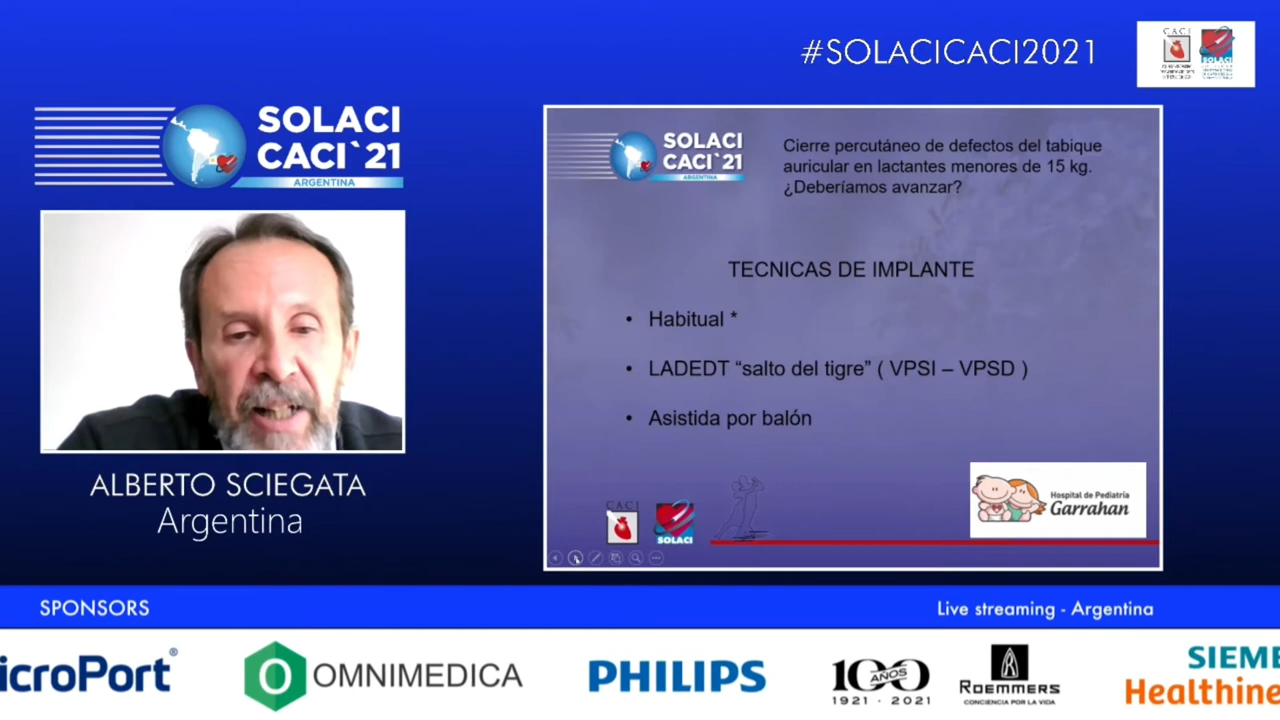 #SOLACICACI2021
CACI
SOLACI
SOLACI
CACI`21
ARGENTINA
ALBERTO SCIEGATA
Argentina
SOLACI
CACI`21
ARGENTINA
Cierre percutáneo de defectos del tabique
auricular en lactantes menores de 15 kg.
¿Deberíamos avanzar?
TECNICAS DE IMPLANTE
• Habitual *
• LADEDT “salto del tigre” ( VPSI – VPSD )
• Asistida por balón
CACI
SOLACI
Hospital de Pediatría
Garrahan
SPONSORS
Live streaming - Argentina
icroPort®
OMNIMEDICA
PHILIPS
100 AÑOS
1921 - 2021
ROEMMERS
CONCIENCIA POR LA VIDA
SIEME
Healthine